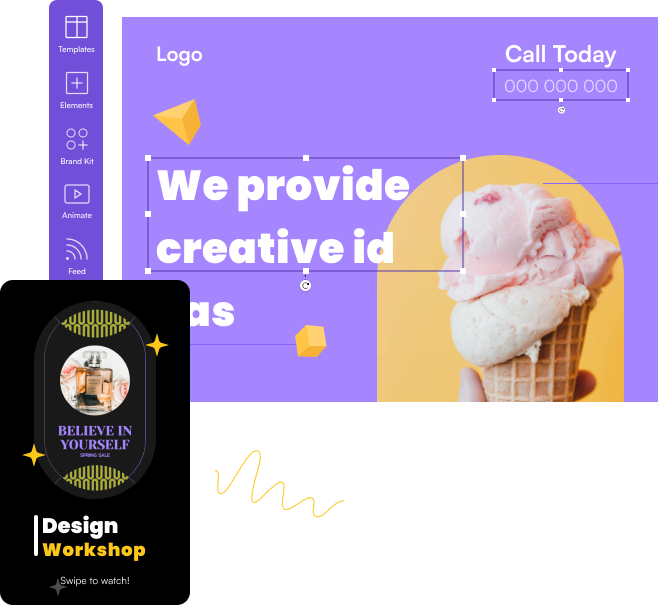 Templates
Elements
Brand Kit
Animate
Feed
Logo
Call Today
000 000 000
We provide
creative id
as
BELIEVE IN
YOURSELF
SPRING SALE
Design
Workshop
Swipe to watch!